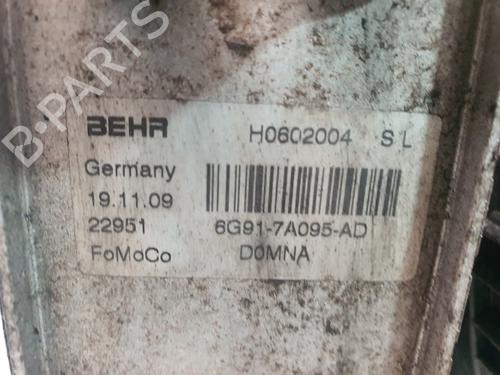 B-PARTS
BEHR H0602004 S L
Germany
19.11.09
22951 6G91-7A095-AD
FoMoCo D0MNA